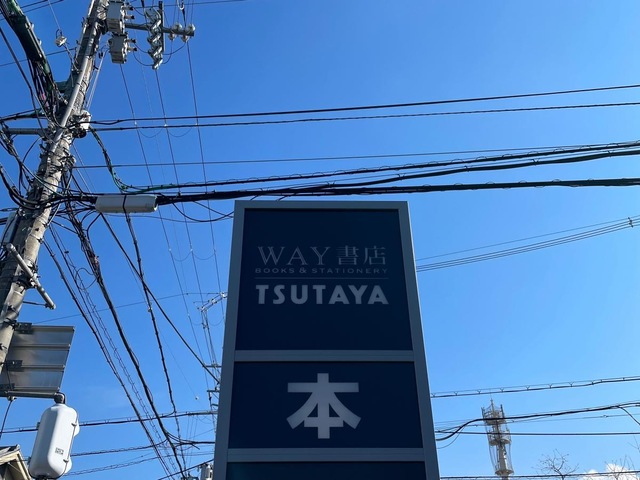 WAY書店
BOOKS & STATIONERY
TSUTAYA
本